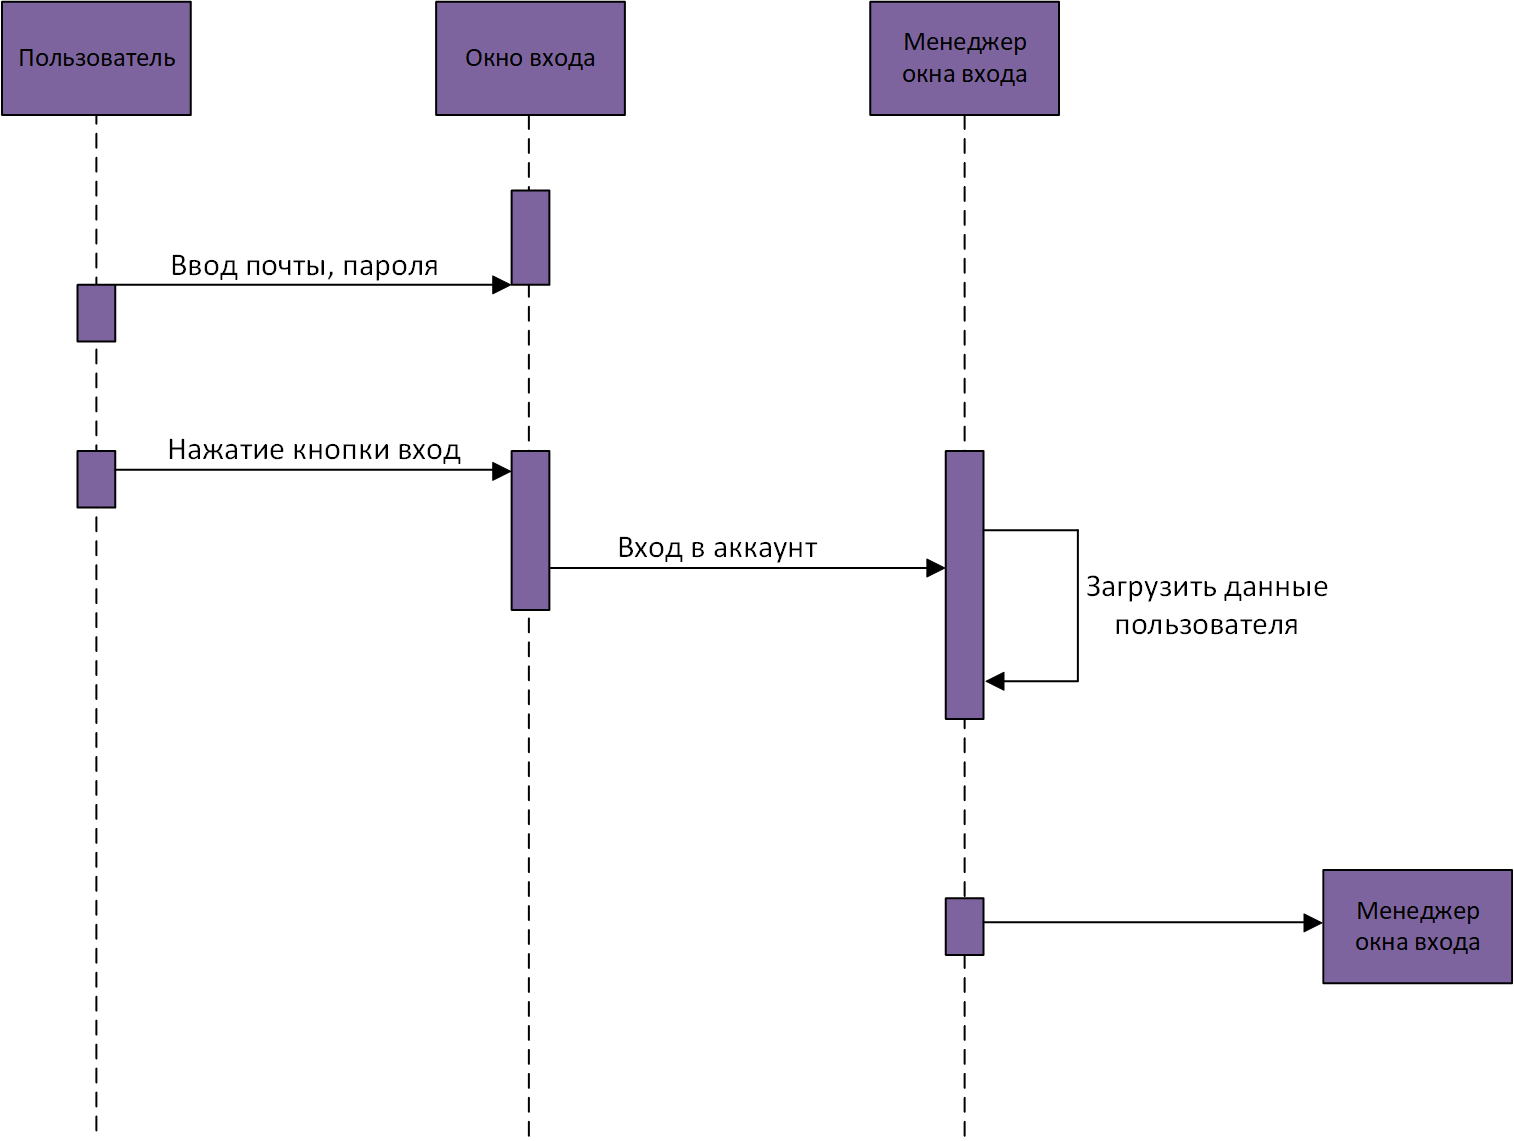 Пользователь
Окно входа
Менеджер
окна входа
Ввод почты, пароля
Нажатие кнопки вход
Вход в аккаунт
Загрузить данные
пользователя
Менеджер
окна входа